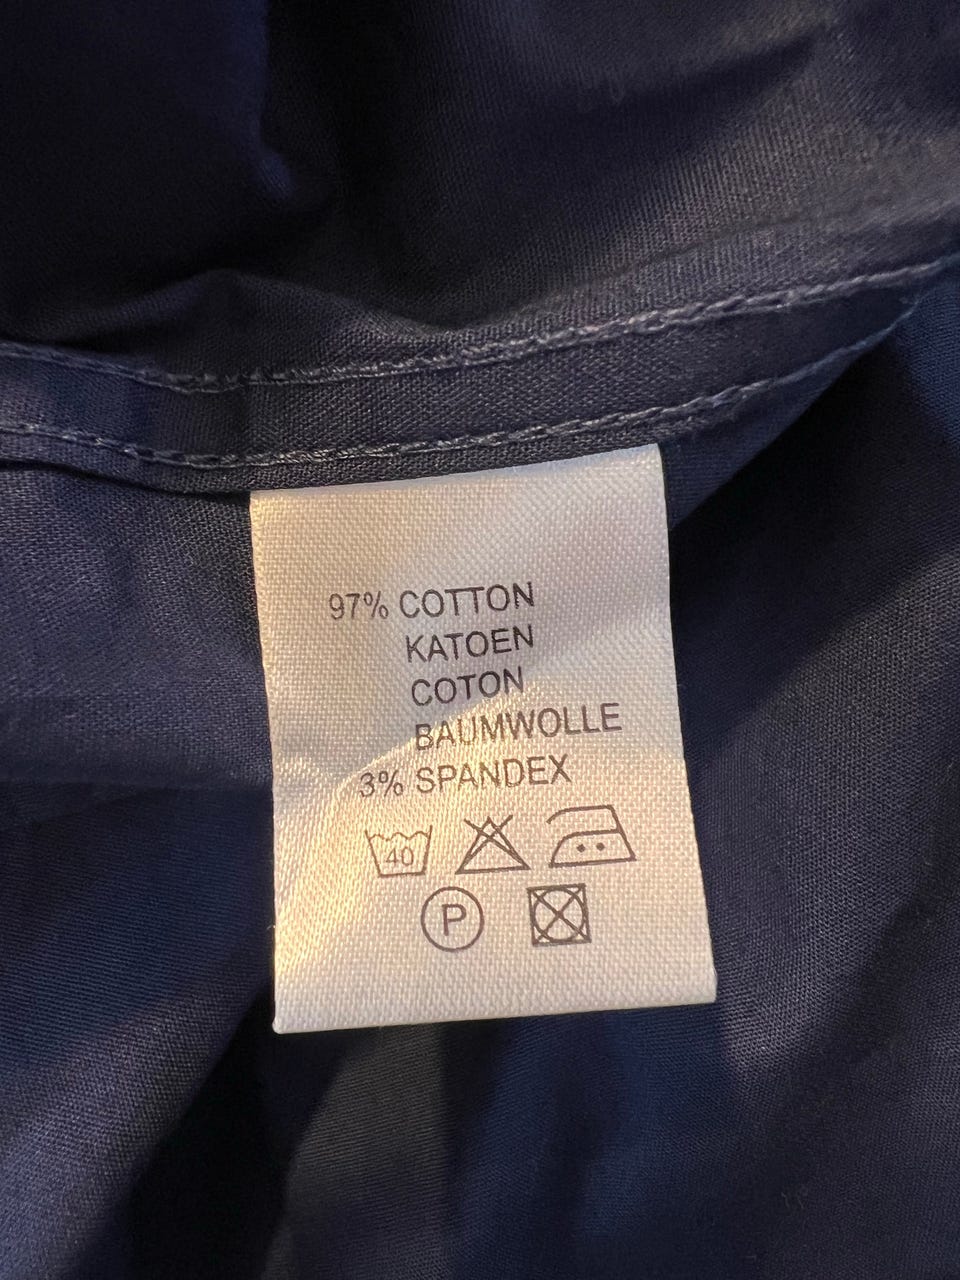 97% COTTON
KATOEN
COTON
BAUMWOLLE
3% SPANDEX
40
P